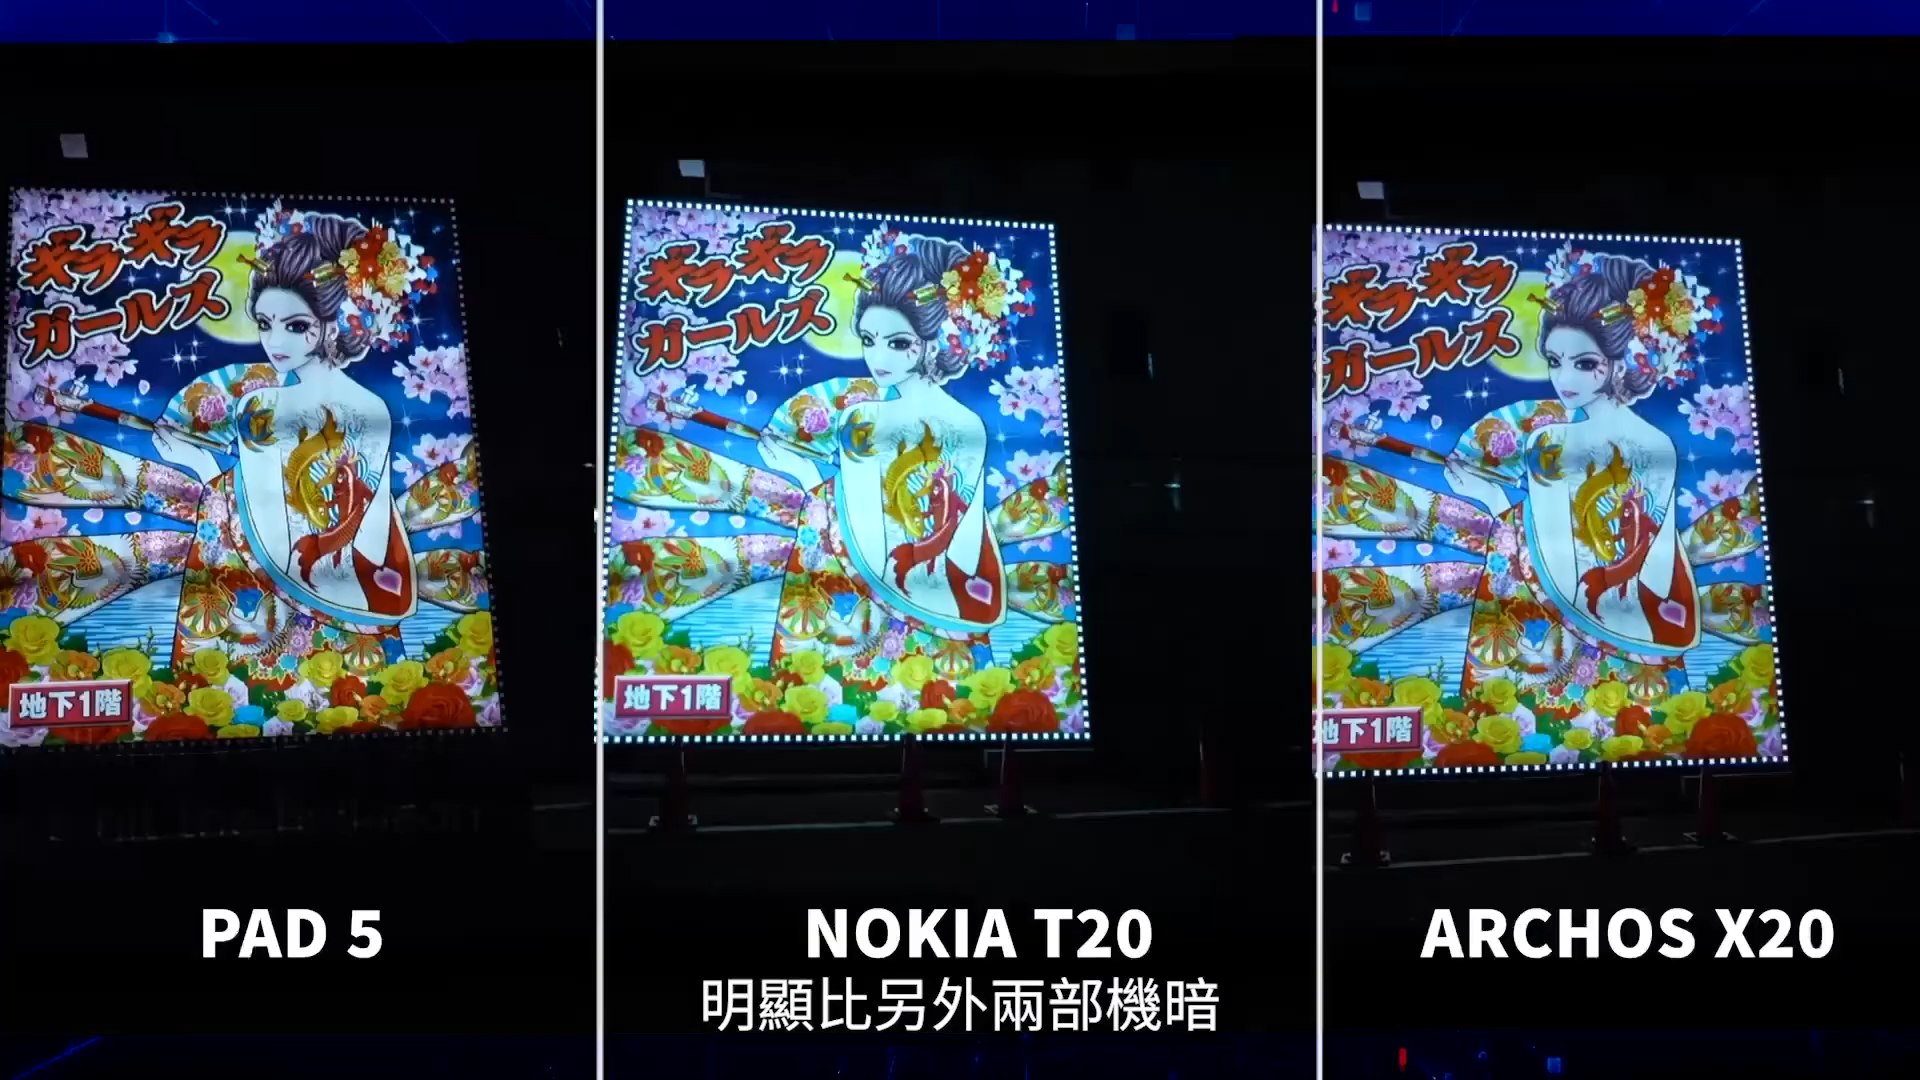 ギラギラ
ガールズ
地下1階
ギラギラ
ガールズ
地下1階
ギラギラ
ガールズ
地下1階
PAD 5
NOKIA T20
ARCHOS X20
明顯比另外兩部機暗